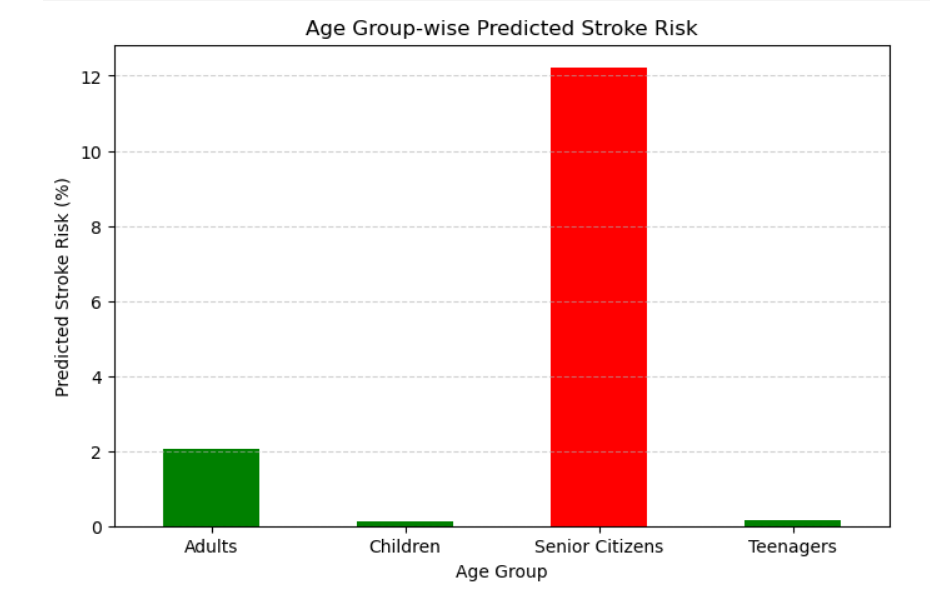 Age Group-wise Predicted Stroke Risk
Predicted Stroke Risk (%)
12
10
8
6
4
2
0
Adults Children Senior Citizens Teenagers
Age Group